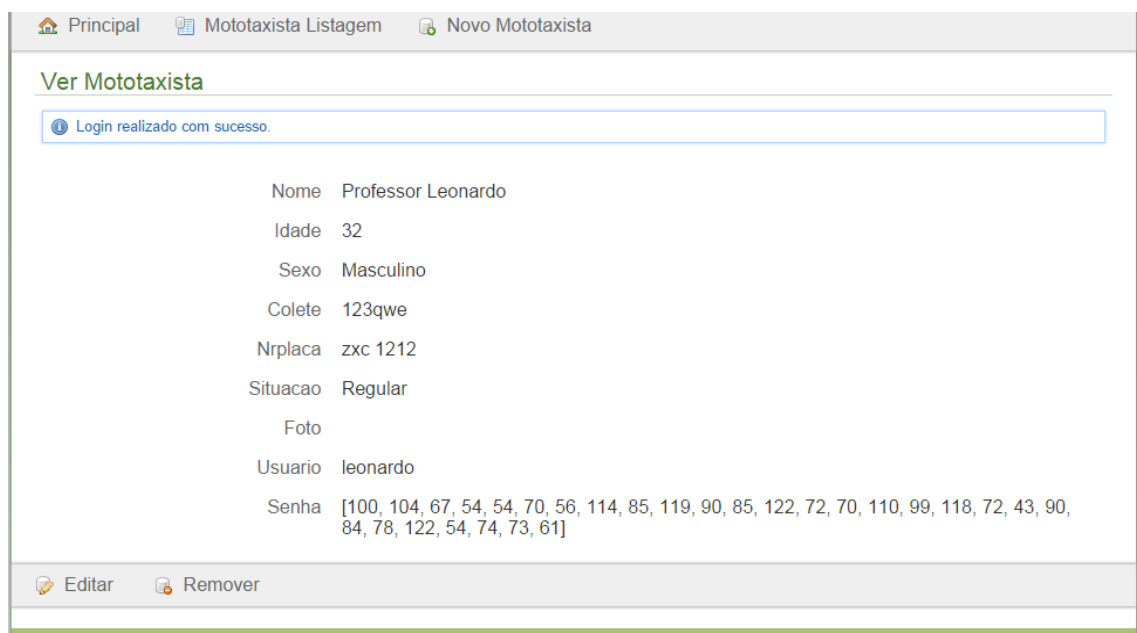 Principal Mototaxista Listagem Novo Mototaxista
Ver Mototaxista
Login realizado com sucesso.
Nome Professor Leonardo
Idade 32
Sexo Masculino
Colete 123qwe
Nrplaca zxc 1212
Situacao Regular
Foto
Usuario leonardo
Senha [100, 104, 67, 54, 54, 70, 56, 114, 85, 119, 90, 85, 122, 72, 70, 110, 99, 118, 72, 43, 90,
84, 78, 122, 54, 74, 73, 61]
Editar Remover